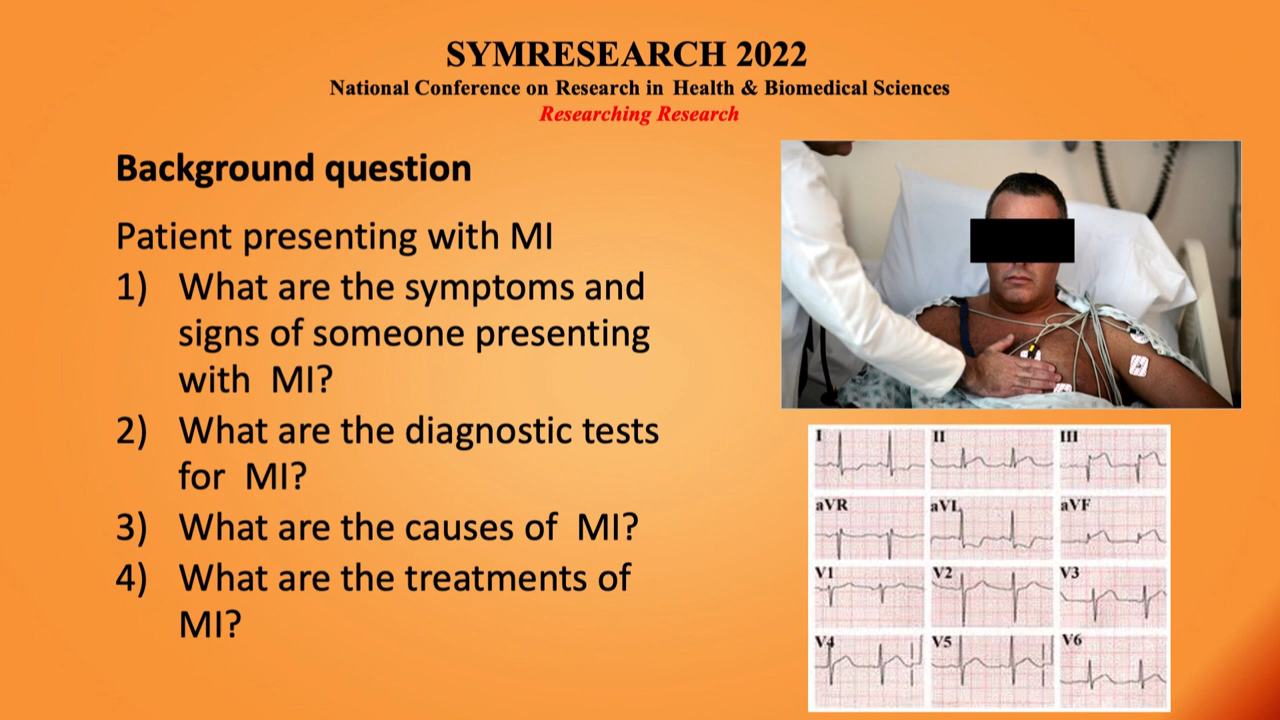 SYMRESEARCH 2022
National Conference on Research in Health & Biomedical Sciences
Researching Research
Background question
Patient presenting with MI
1) What are the symptoms and
signs of someone presenting
with MI?
2) What are the diagnostic tests
for MI?
3) What are the causes of MI?
4) What are the treatments of
MI?
I II III
aVR aVL aVF
V1 V2 V3
V4 V5 V6